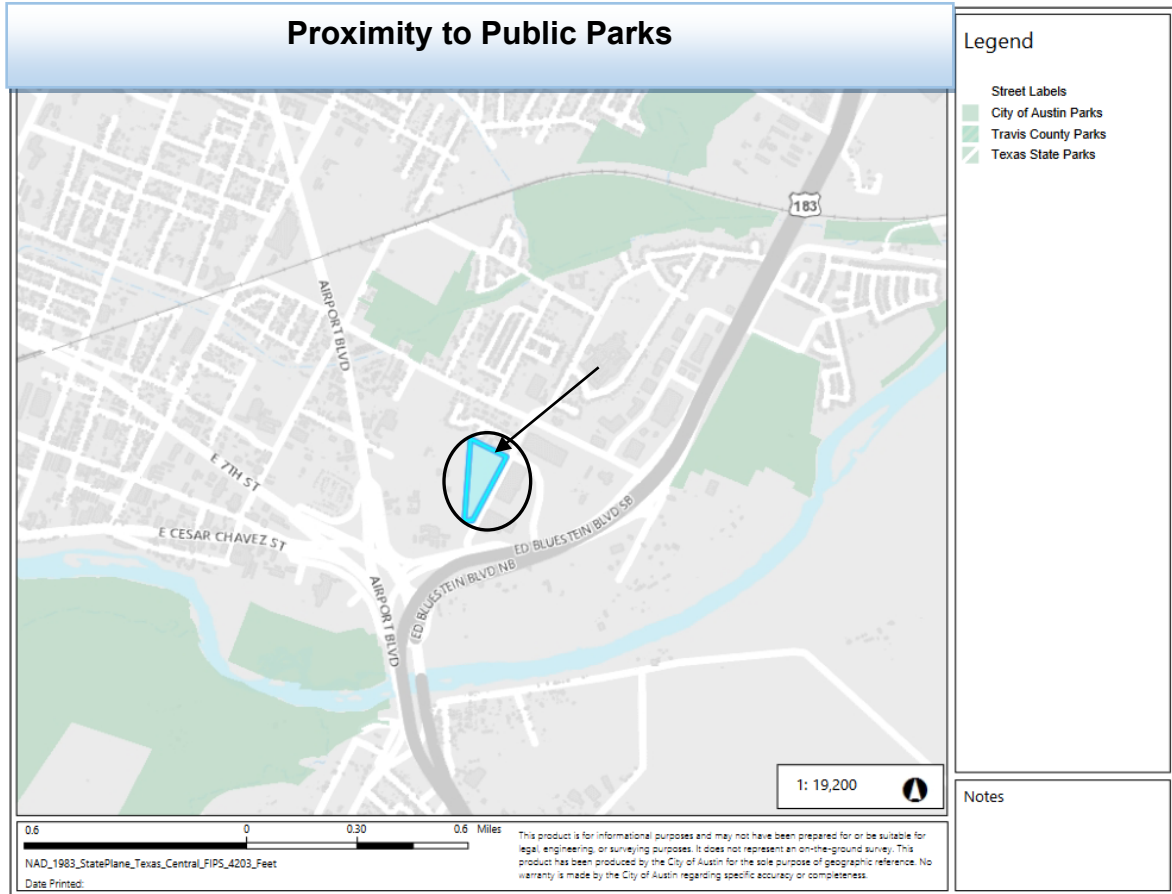 Proximity to Public Parks
Legend
Street Labels
City of Austin Parks
Travis County Parks
Texas State Parks
183
AIRPORT BLVD
E 7TH ST
E CESAR CHAVEZ ST
ED BLUESTEIN BLVD SB
ED BLUESTEIN BLVD NB
AIRPORT BLVD
1: 19,200
Notes
0.6 0 0.30 0.6 Miles
NAD_1983_StatePlane_Texas_Central_FIPS_4203_Feet
Date Printed:
This product is for informational purposes and may not have been prepared for or be suitable for
legal, engineering, or surveying purposes. It does not represent an on-the-ground survey. This
product has been produced by the City of Austin for the sole purpose of geographic reference. No
warranty is made by the City of Austin regarding specific accuracy or completeness.